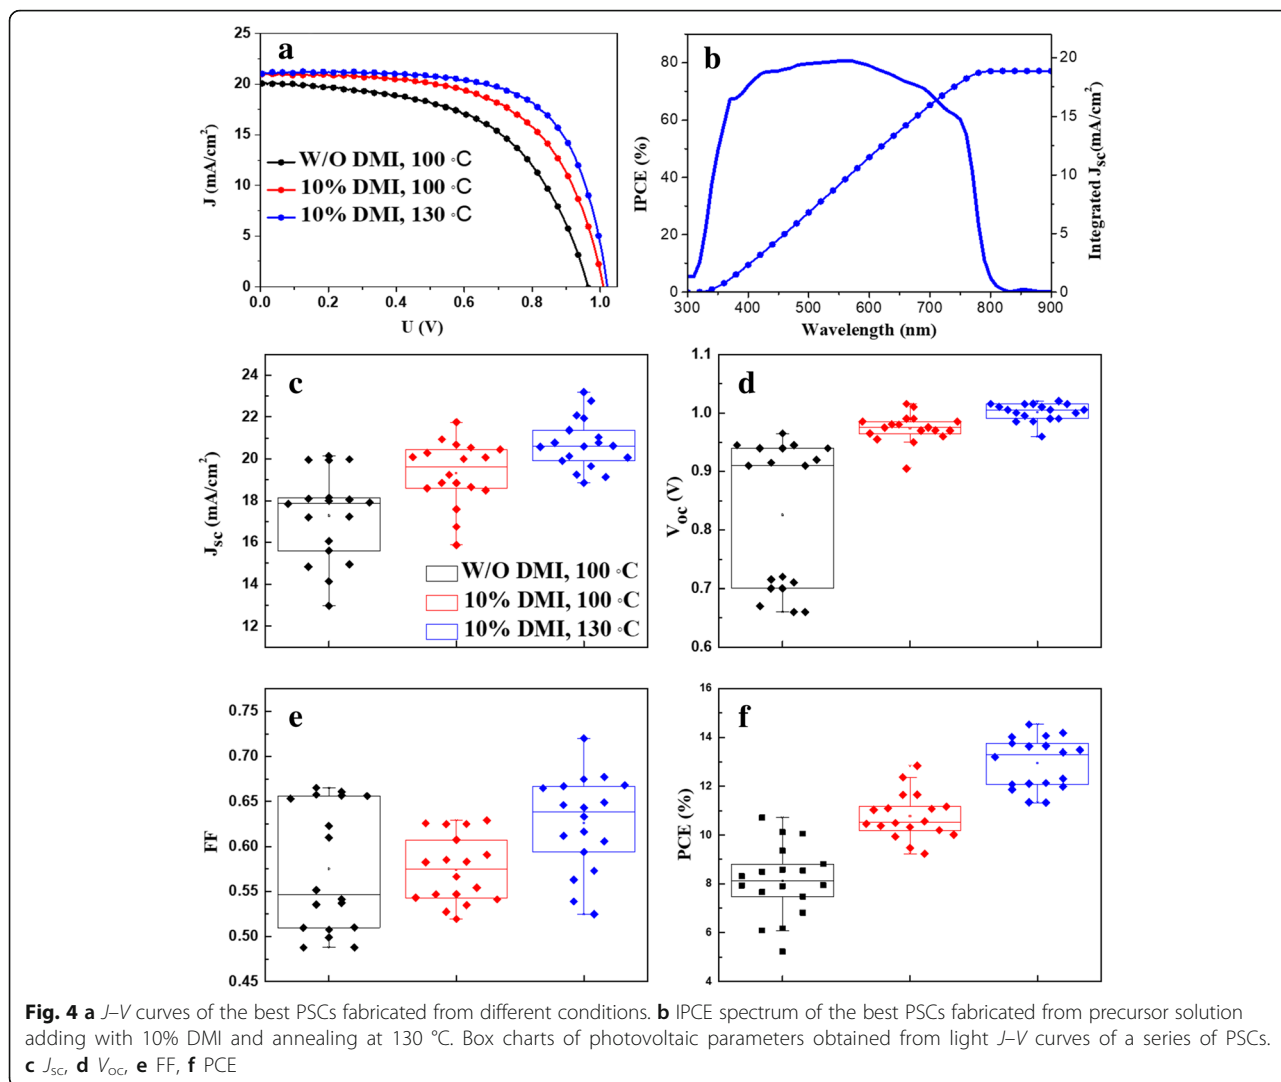 a
25
20
15
10
5
0
J (mA/cm²)
W/O DMI, 100 °C
10% DMI, 100 °C
10% DMI, 130 °C
0.0 0.2 0.4 0.6 0.8 1.0
U (V)
b
80
60
40
20
0
IPCE (%)
20
15
10
5
0
Integrated Jsc(mA/cm²)
300 400 500 600 700 800 900
Wavelength (nm)
c
24
22
20
18
16
14
12
Jsc (mA/cm²)
W/O DMI, 100 °C
10% DMI, 100 °C
10% DMI, 130 °C
d
1.1
1.0
0.9
0.8
0.7
0.6
Voc (V)
e
0.75
0.70
0.65
0.60
0.55
0.50
0.45
FF
f
16
14
12
10
8
6
4
PCE (%)
Fig. 4 a J–V curves of the best PSCs fabricated from different conditions. b IPCE spectrum of the best PSCs fabricated from precursor solution
adding with 10% DMI and annealing at 130 °C. Box charts of photovoltaic parameters obtained from light J–V curves of a series of PSCs.
c Jsc, d Voc, e FF, f PCE